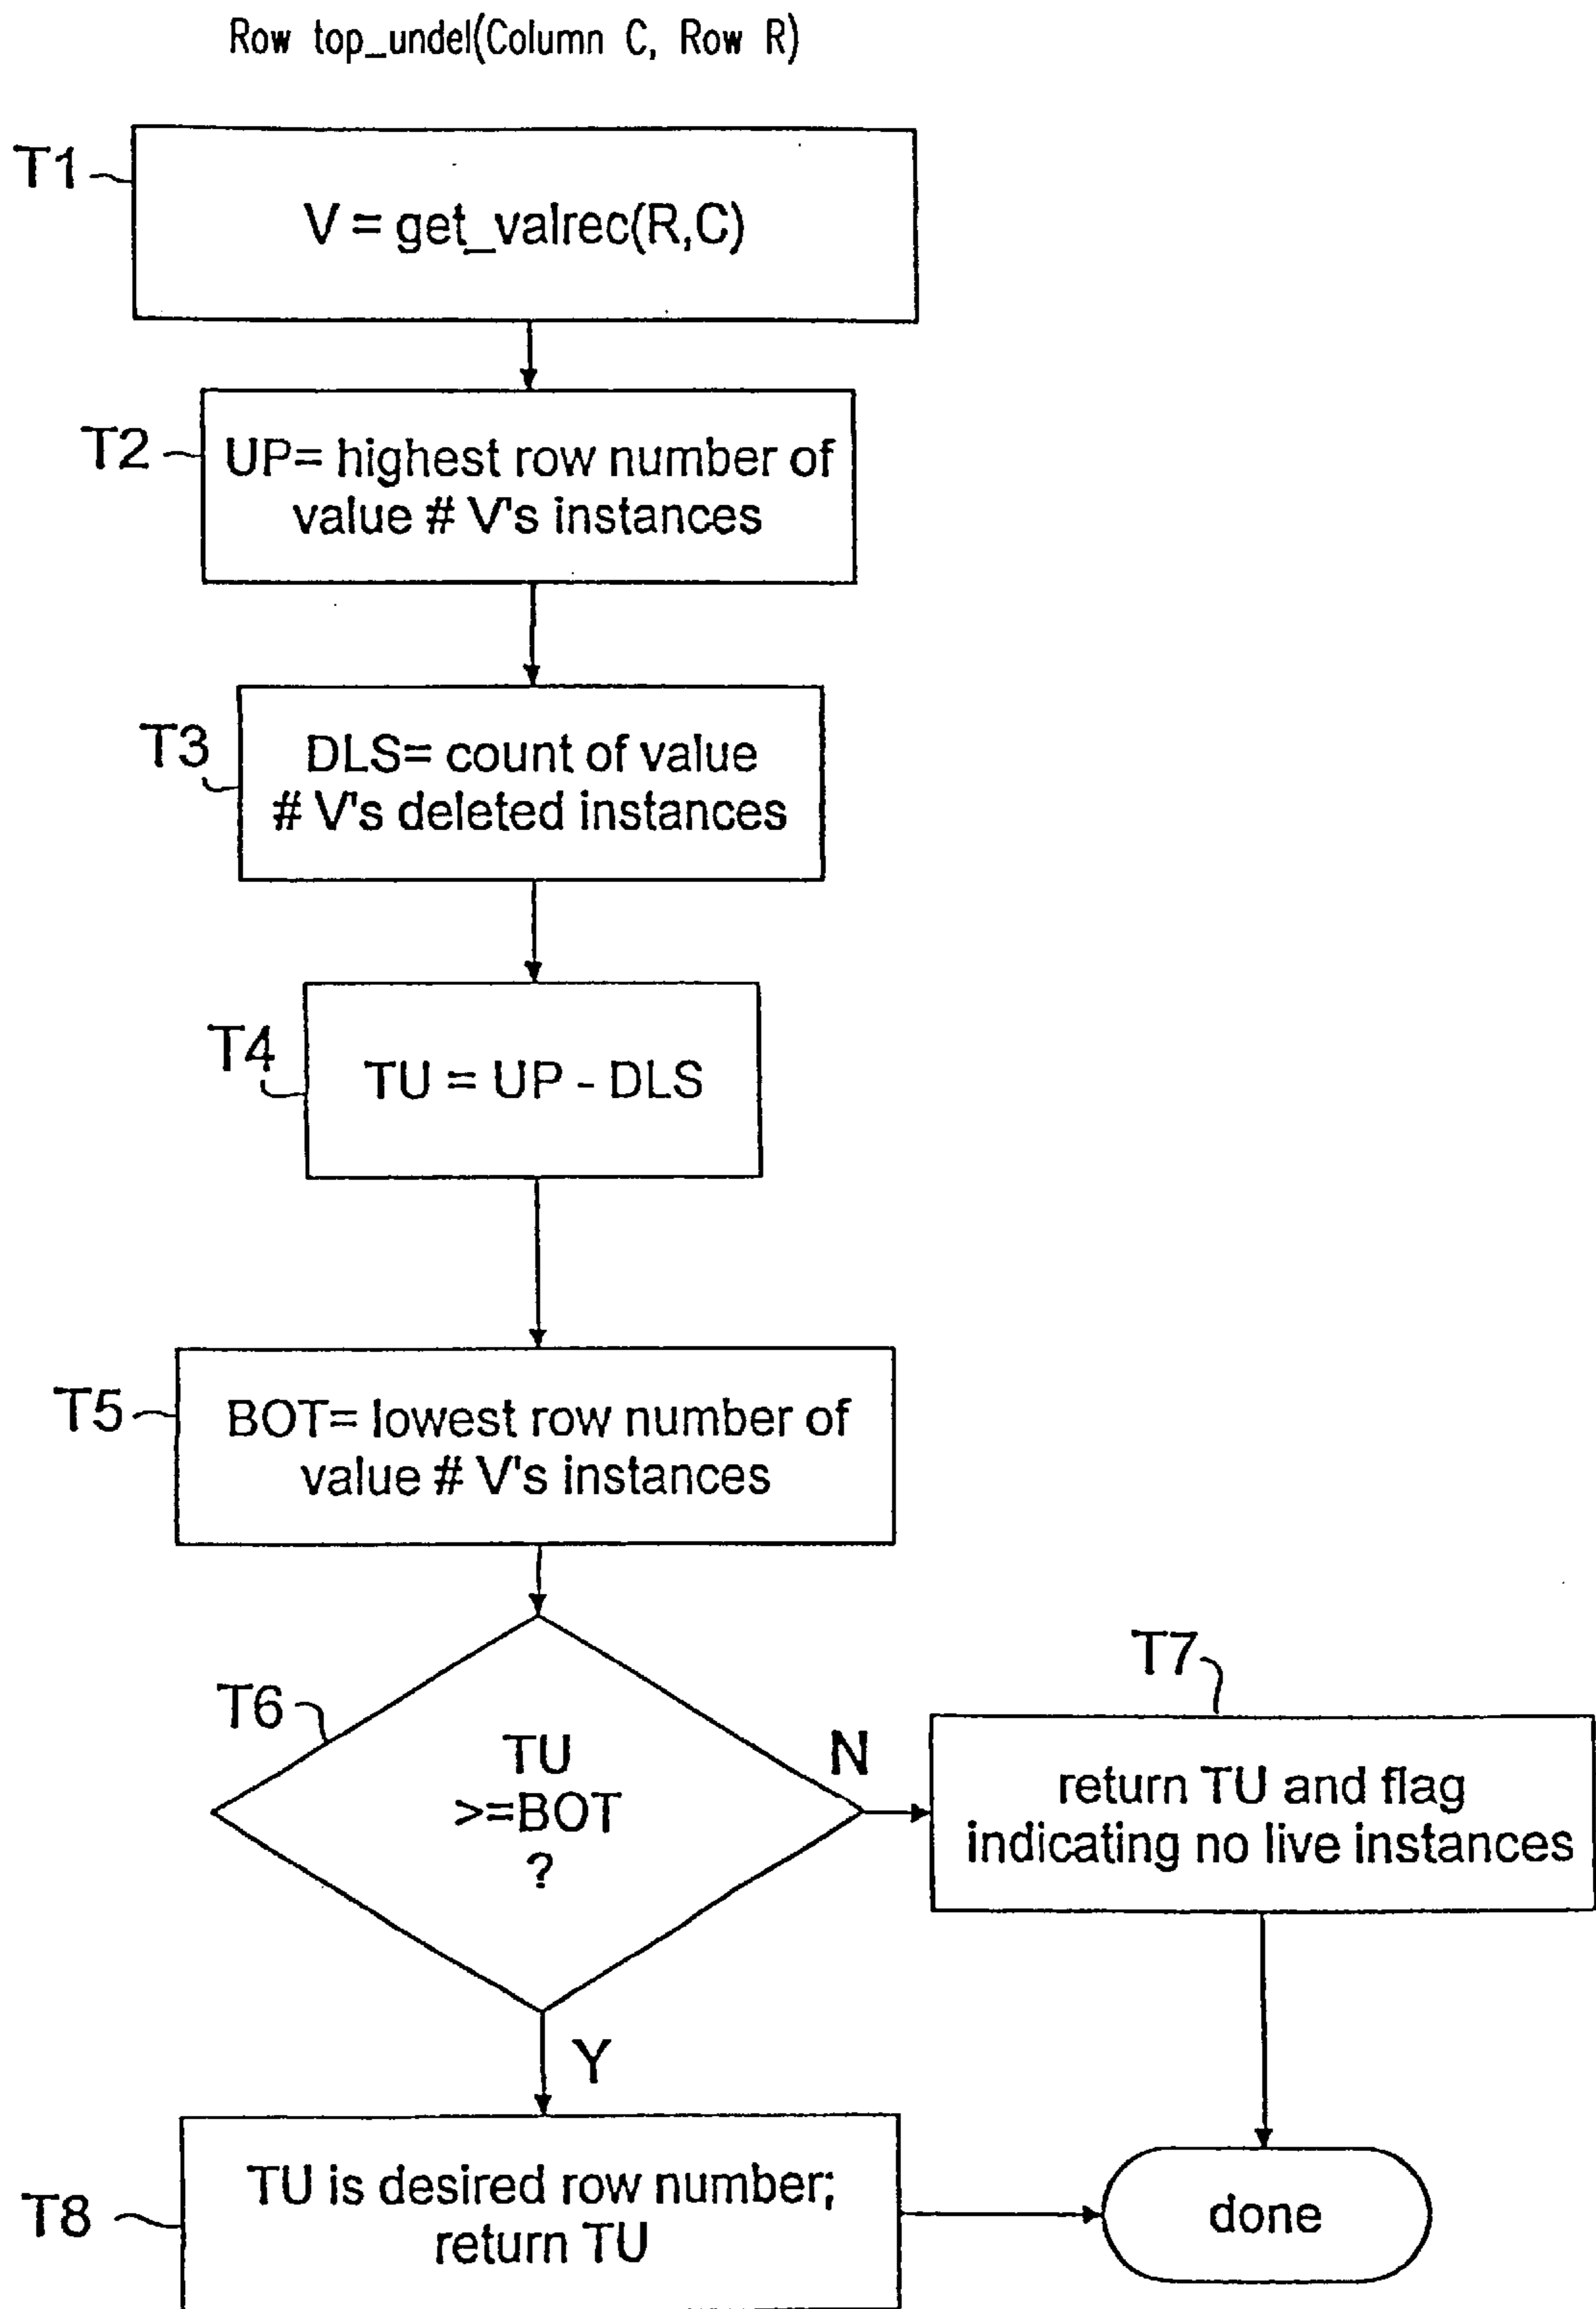 Row top_undel(Column C, Row R)
T1
V = get_valrec(R,C)
T2
UP= highest row number of
value # V's instances
T3
DLS= count of value
# V's deleted instances
T4
TU = UP - DLS
T5
BOT= lowest row number of
value # V's instances
T6
TU
>=BOT
?
N
T7
return TU and flag
indicating no live instances
Y
T8
TU is desired row number;
return TU
done